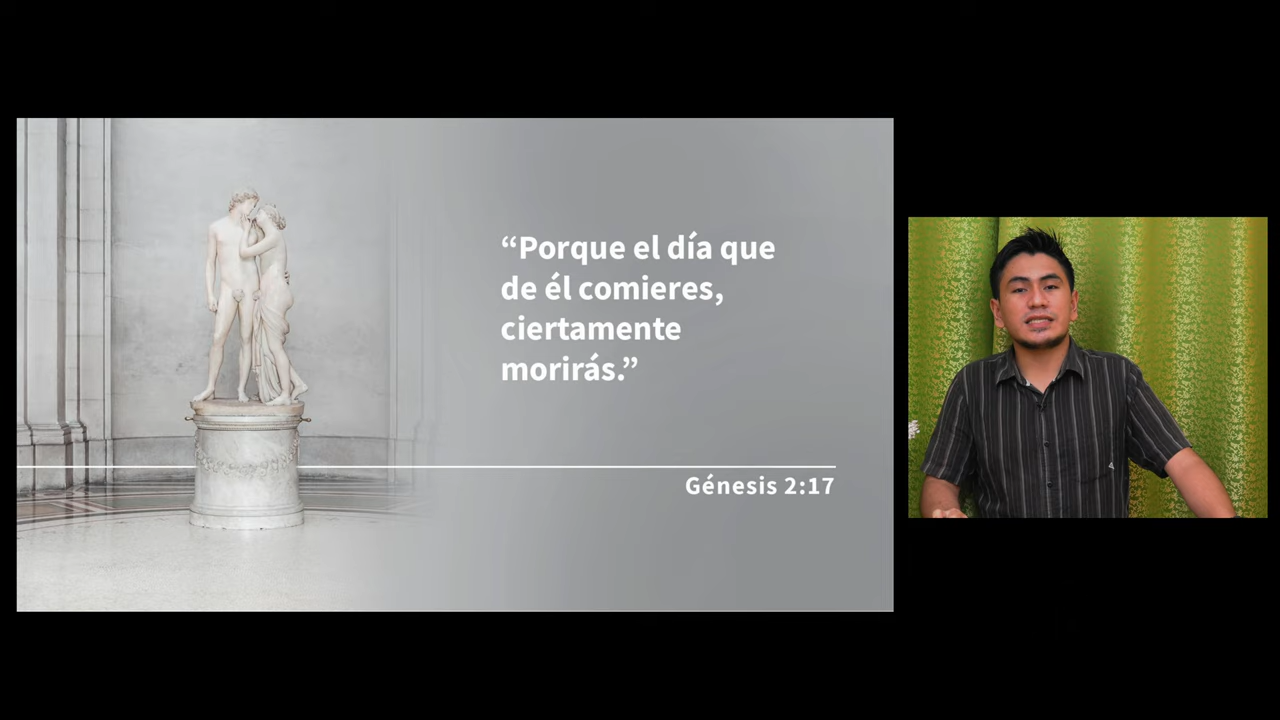 “Porque el día que
de él comieres,
ciertamente
morirás.”
Génesis 2:17